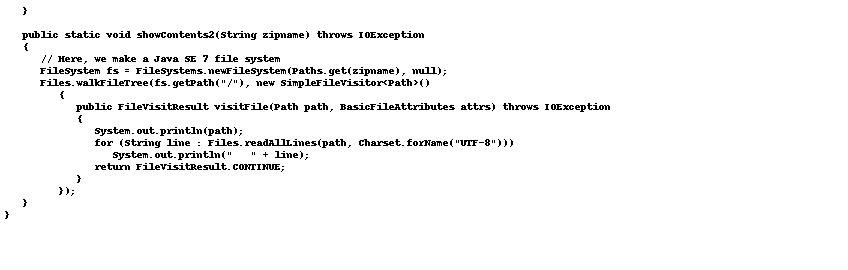 }
public static void showContents2(String zipname) throws IOException
{
// Here, we make a Java SE 7 file system
FileSystem fs = FileSystems.newFileSystem(Paths.get(zipname), null);
Files.walkFileTree(fs.getPath("/"), new SimpleFileVisitor<Path>()
{
public FileVisitResult visitFile(Path path, BasicFileAttributes attrs) throws IOException
{
System.out.println(path);
for (String line : Files.readAllLines(path, Charset.forName("UTF-8")))
System.out.println("   " + line);
return FileVisitResult.CONTINUE;
}
});
}
}